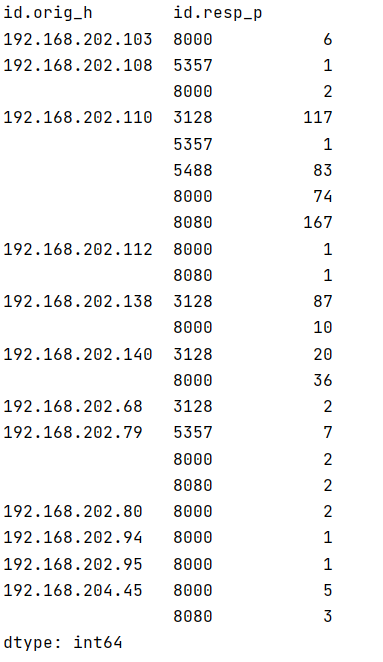 id.orig_h        id.resp_p
192.168.202.103  8000           6
192.168.202.108  5357           1
                 8000           2
192.168.202.110  3128         117
                 5357           1
                 5488          83
                 8000          74
                 8080         167
192.168.202.112  8000           1
                 8080           1
192.168.202.138  3128          87
                 8000          10
192.168.202.140  3128          20
                 8000          36
192.168.202.68   3128           2
192.168.202.79   5357           7
                 8000           2
                 8080           2
192.168.202.80   8000           2
192.168.202.94   8000           1
192.168.202.95   8000           1
192.168.204.45   8000           5
                 8080           3
dtype: int64